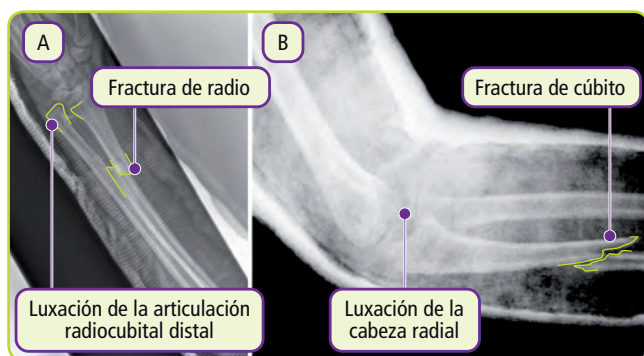 A
Fractura de radio
Luxación de la articulación
radiocubital distal
B
Fractura de cúbito
Luxación de la
cabeza radial